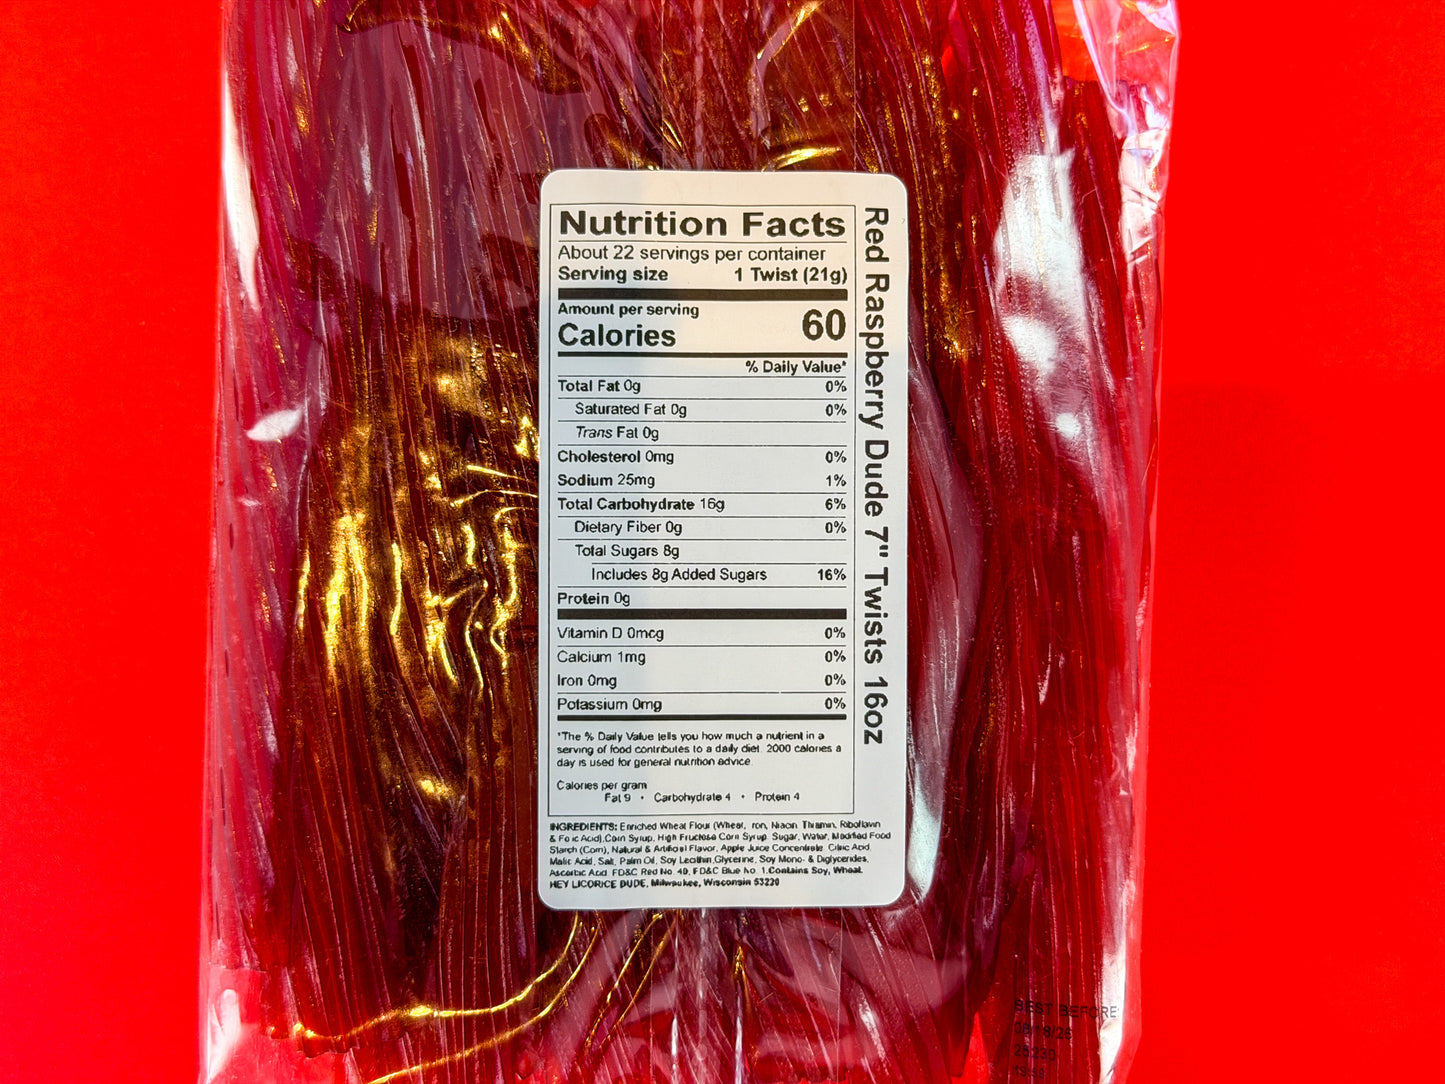 Nutrition Facts
About 22 servings per container
Serving size 1 Twist (21g)
Amount per serving
Calories 60
% Daily Value*
Total Fat 0g 0%
Saturated Fat 0g 0%
Trans Fat 0g
Cholesterol 0mg 0%
Sodium 25mg 1%
Total Carbohydrate 16g 6%
Dietary Fiber 0g 0%
Total Sugars 8g
Includes 8g Added Sugars 16%
Protein 0g
Vitamin D 0mcg 0%
Calcium 1mg 0%
Iron 0mg 0%
Potassium 0mg 0%
*The % Daily Value tells you how much a nutrient in a
serving of food contributes to a daily diet. 2000 calories a
day is used for general nutrition advice.
Calories per gram
Fat 9 • Carbohydrate 4 • Protein 4
INGREDIENTS: Enriched Wheat Flour (Wheat, Iron, Niacin, Thiamin, Riboflavin
& Folic Acid),Corn Syrup, High Fructose Corn Syrup, Sugar, Water, Modified Food
Starch (Corn), Natural & Artificial Flavor, Apple Juice Concentrate, Citric Acid,
Malic Acid, Salt, Palm Oil, Soy Lecithin,Glycerine, Soy Mono- & Diglycerides,
Ascorbic Acid, FD&C Red No. 40, FD&C Blue No. 1.Contains Soy, Wheat.
HEY LICORICE DUDE, Milwaukee, Wisconsin 53220
Red Raspberry Dude 7" Twists 16oz
BEST BEFORE
08/18/26
25230